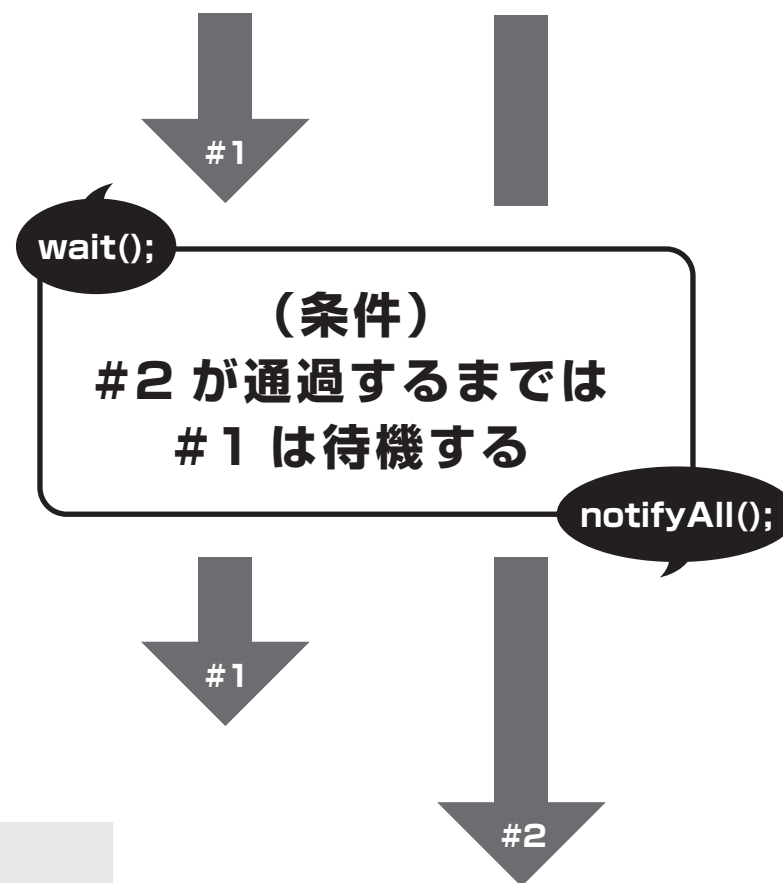 #1
wait();
(条件)
#2 が通過するまでは
#1 は待機する
notifyAll();
#1
#2